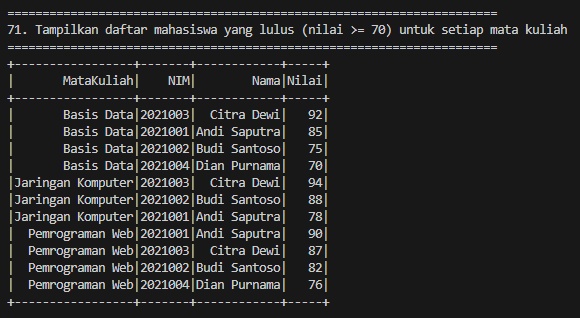 ======================================================================
71. Tampilkan daftar mahasiswa yang lulus (nilai >= 70) untuk setiap mata kuliah
======================================================================
+-----------------+-------+------------+-----+
|       MataKuliah|    NIM|        Nama|Nilai|
+-----------------+-------+------------+-----+
|       Basis Data|2021003|  Citra Dewi|   92|
|       Basis Data|2021001|Andi Saputra|   85|
|       Basis Data|2021002|Budi Santoso|   75|
|       Basis Data|2021004|Dian Purnama|   70|
|Jaringan Komputer|2021003|  Citra Dewi|   94|
|Jaringan Komputer|2021002|Budi Santoso|   88|
|Jaringan Komputer|2021001|Andi Saputra|   78|
|  Pemrograman Web|2021001|Andi Saputra|   90|
|  Pemrograman Web|2021003|  Citra Dewi|   87|
|  Pemrograman Web|2021002|Budi Santoso|   82|
|  Pemrograman Web|2021004|Dian Purnama|   76|
+-----------------+-------+------------+-----+